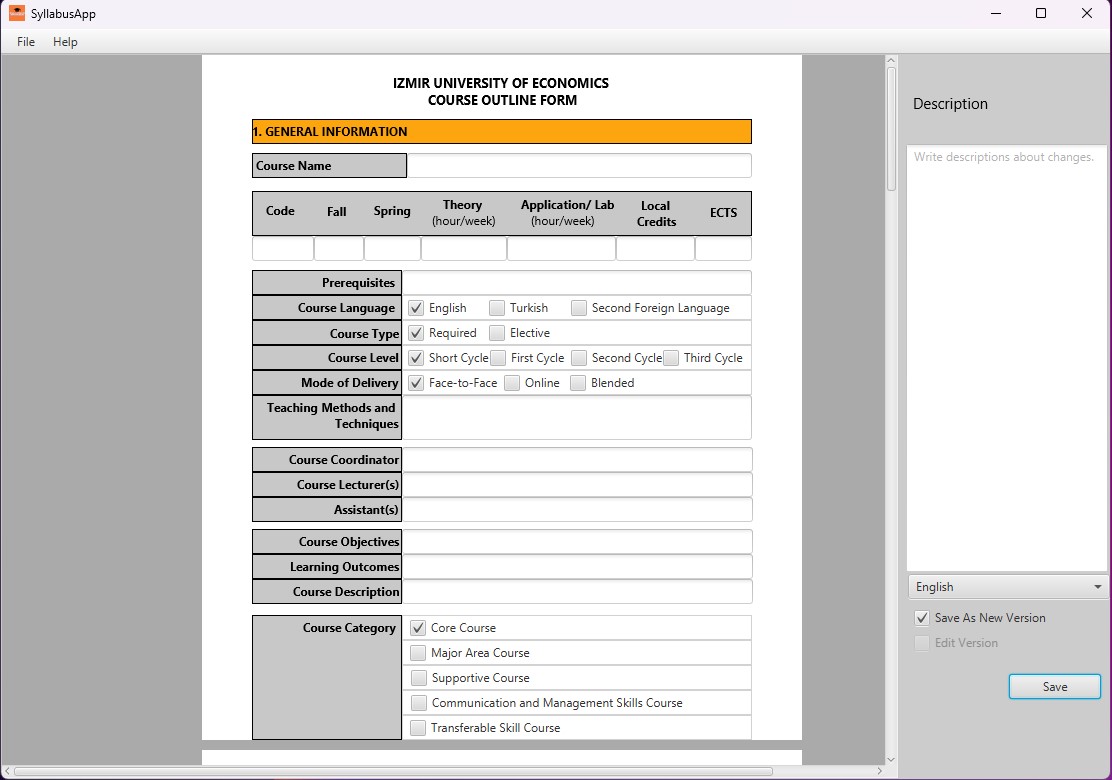 SyllabusApp
File Help
IZMIR UNIVERSITY OF ECONOMICS
COURSE OUTLINE FORM
1. GENERAL INFORMATION
Course Name
Code Fall Spring Theory (hour/week) Application/ Lab (hour/week) Local Credits ECTS
Prerequisites
Course Language English Turkish Second Foreign Language
Course Type Required Elective
Course Level Short Cycle First Cycle Second Cycle Third Cycle
Mode of Delivery Face-to-Face Online Blended
Teaching Methods and
Techniques
Course Coordinator
Course Lecturer(s)
Assistant(s)
Course Objectives
Learning Outcomes
Course Description
Course Category Core Course
Major Area Course
Supportive Course
Communication and Management Skills Course
Transferable Skill Course
Description
Write descriptions about changes.
English
Save As New Version
Edit Version
Save